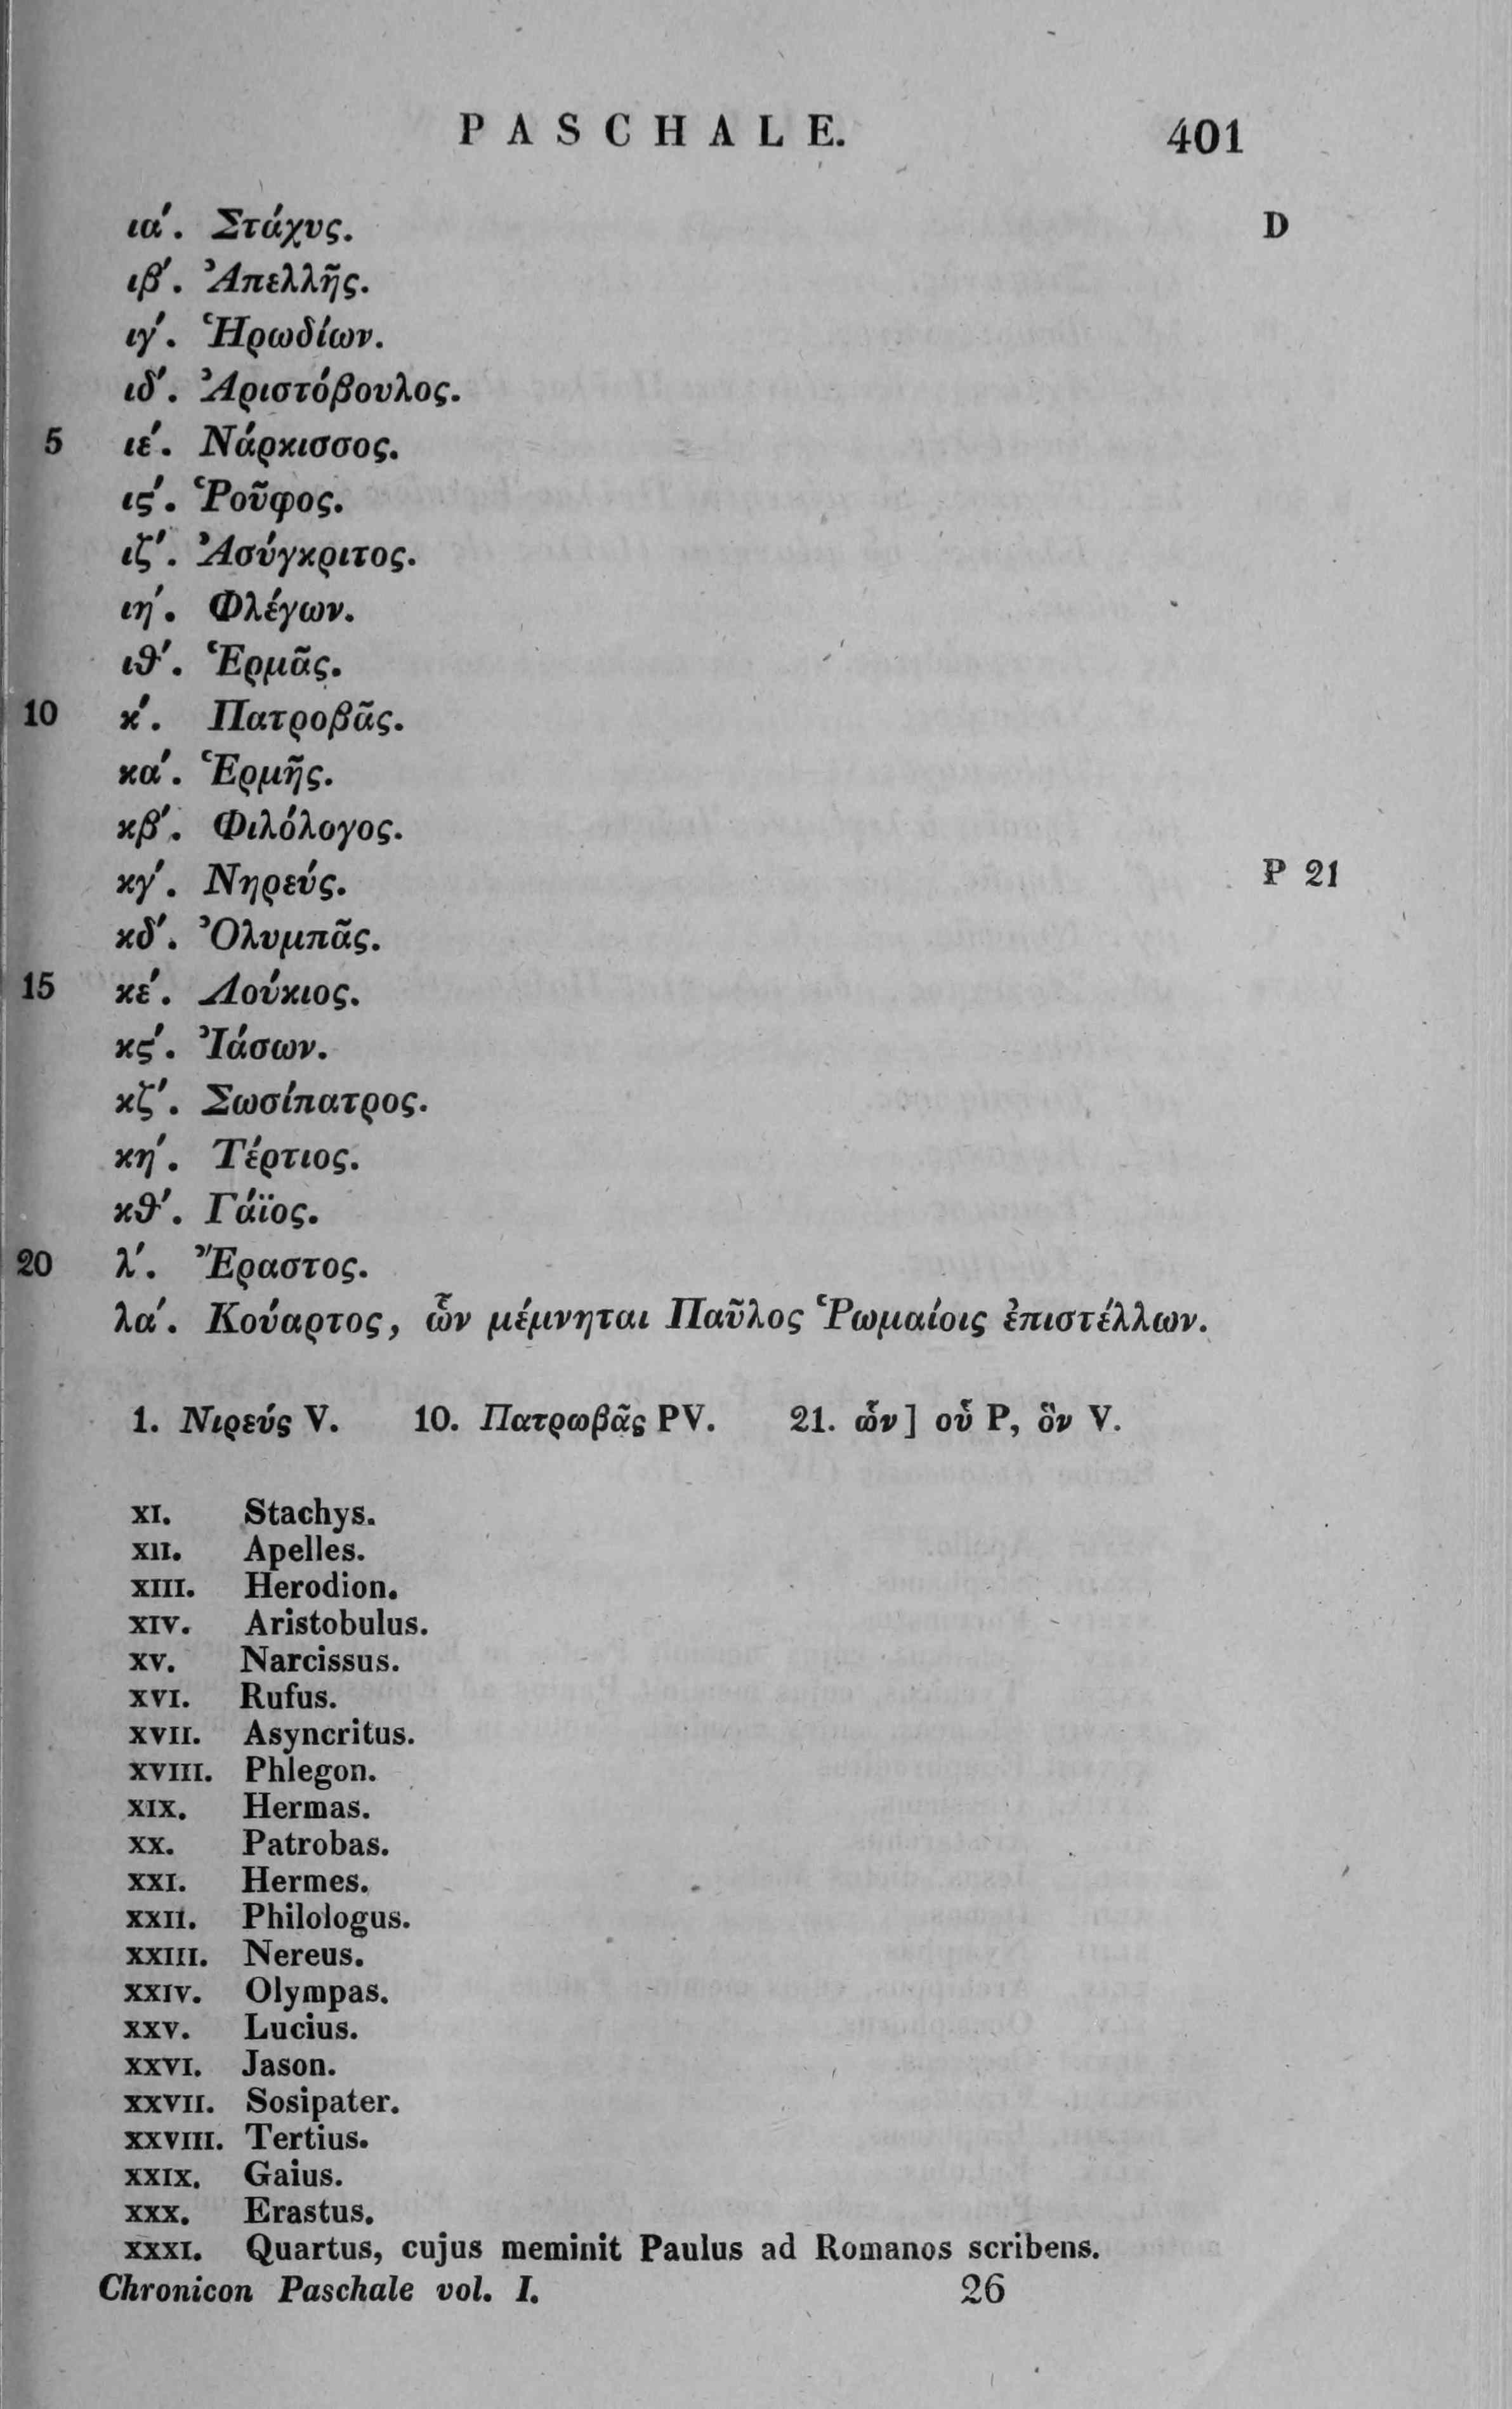 PASCHALE. 401
ια΄. Στάχυς. D
ιβ΄. Ἀπελλῆς.
ιγ΄. Ἡρωδίων.
ιδ΄. Ἀριστόβουλος.
5 ιε΄. Νάρκισσος.
ις΄. Ῥοῦφος.
ιζ΄. Ἀσύγκριτος.
ιη΄. Φλέγων.
ιθ΄. Ἑρμᾶς.
10 κ΄. Πατροβᾶς.
κα΄. Ἑρμῆς.
κβ΄. Φιλόλογος.
κγ΄. Νηρεύς. P 21
κδ΄. Ὀλυμπᾶς.
15 κε΄. Λούκιος.
κς΄. Ἰάσων.
κζ΄. Σωσίπατρος.
κη΄. Τέρτιος.
κθ΄. Γάϊος.
20 λ΄. Ἔραστος.
λα΄. Κούαρτος, ὧν μέμνηται Παῦλος Ῥωμαίοις ἐπιστέλλων.
1. Νιρεύς V. 10. Πατρωβᾶς PV. 21. ὧν] οὗ P, ὃν V.
XI. Stachys.
XII. Apelles.
XIII. Herodion.
XIV. Aristobulus.
XV. Narcissus.
XVI. Rufus.
XVII. Asyncritus.
XVIII. Phlegon.
XIX. Hermas.
XX. Patrobas.
XXI. Hermes.
XXII. Philologus.
XXIII. Nereus.
XXIV. Olympas.
XXV. Lucius.
XXVI. Jason.
XXVII. Sosipater.
XXVIII. Tertius.
XXIX. Gaius.
XXX. Erastus.
XXXI. Quartus, cujus meminit Paulus ad Romanos scribens.
Chronicon Paschale vol. I. 26